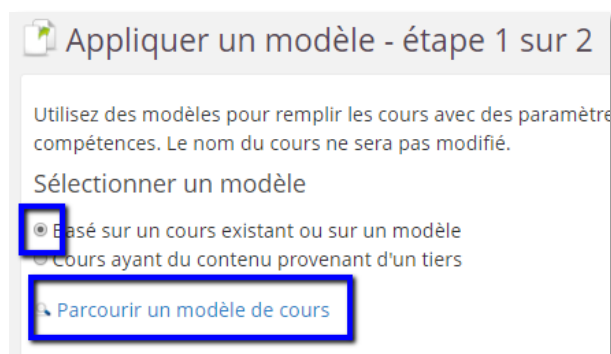 Appliquer un modèle - étape 1 sur 2
Utilisez des modèles pour remplir les cours avec des paramètre
compétences. Le nom du cours ne sera pas modifié.
Sélectionner un modèle
Basé sur un cours existant ou sur un modèle
Cours ayant du contenu provenant d'un tiers
Parcourir un modèle de cours